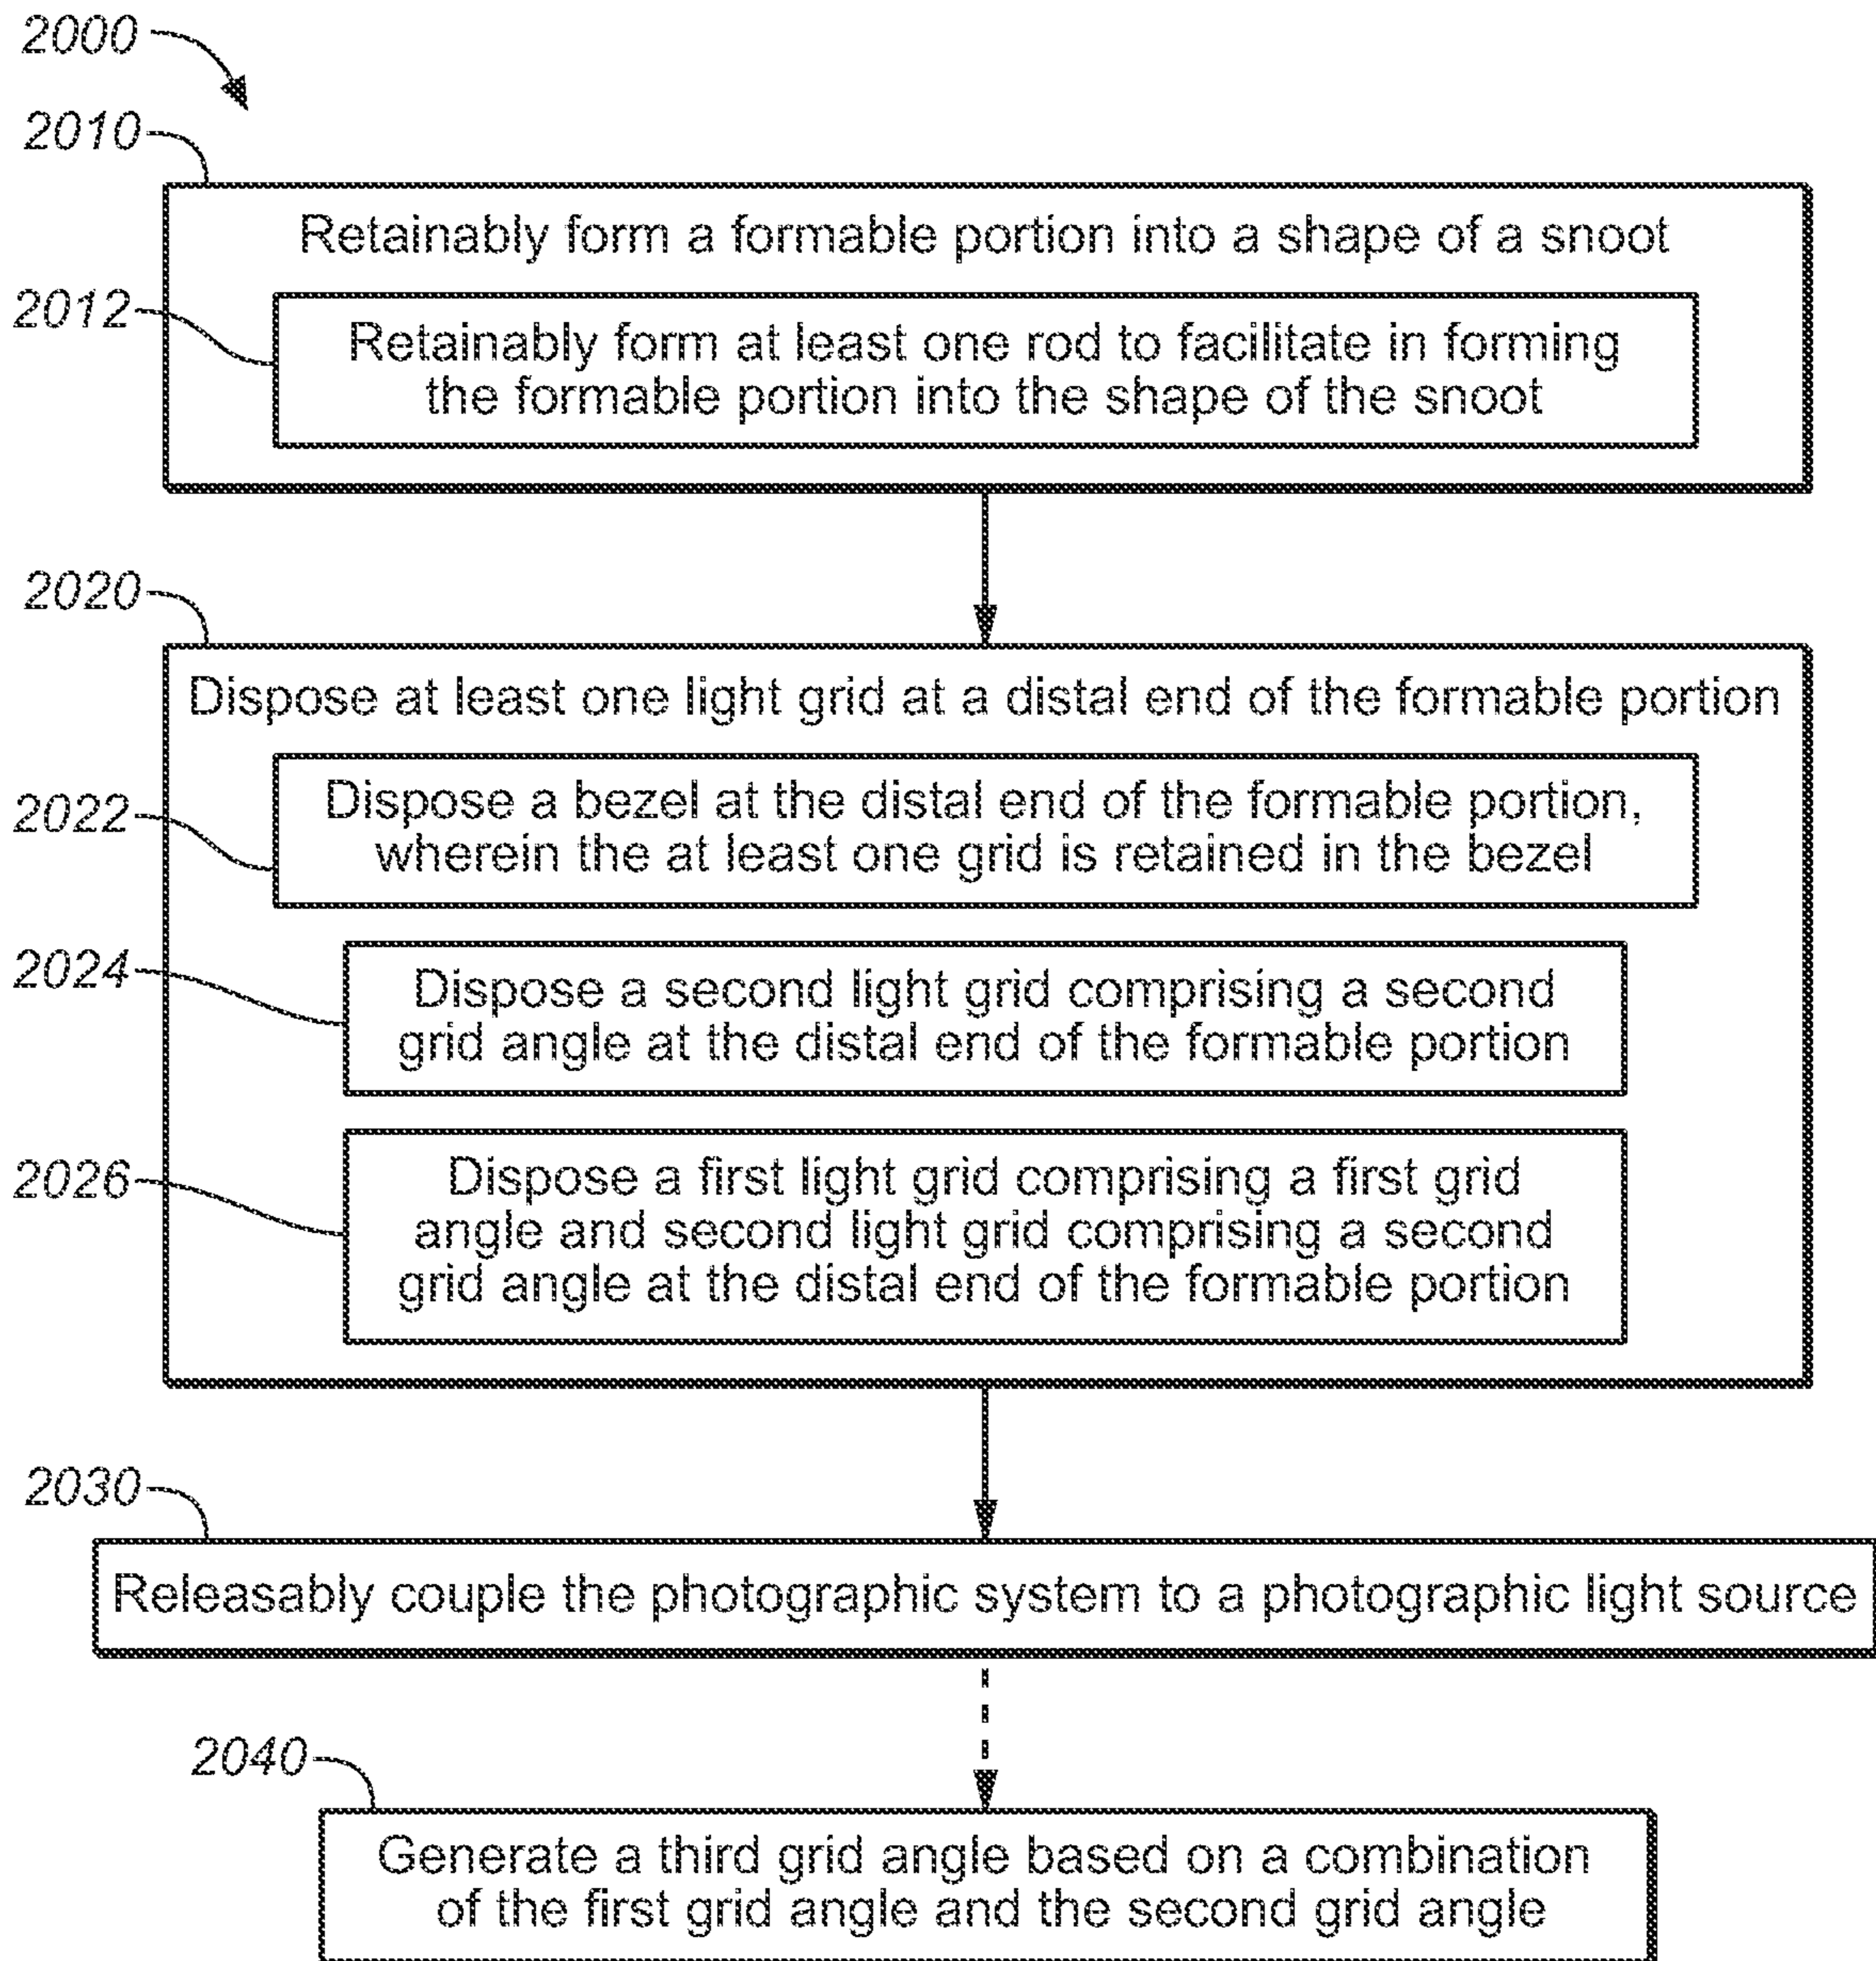 2000
2010
Retainably form a formable portion into a shape of a snoot
2012
Retainably form at least one rod to facilitate in forming
the formable portion into the shape of the snoot
2020
Dispose at least one light grid at a distal end of the formable portion
2022
Dispose a bezel at the distal end of the formable portion,
wherein the at least one grid is retained in the bezel
2024
Dispose a second light grid comprising a second
grid angle at the distal end of the formable portion
2026
Dispose a first light grid comprising a first grid
angle and second light grid comprising a second
grid angle at the distal end of the formable portion
2030
Releasably couple the photographic system to a photographic light source
2040
Generate a third grid angle based on a combination
of the first grid angle and the second grid angle